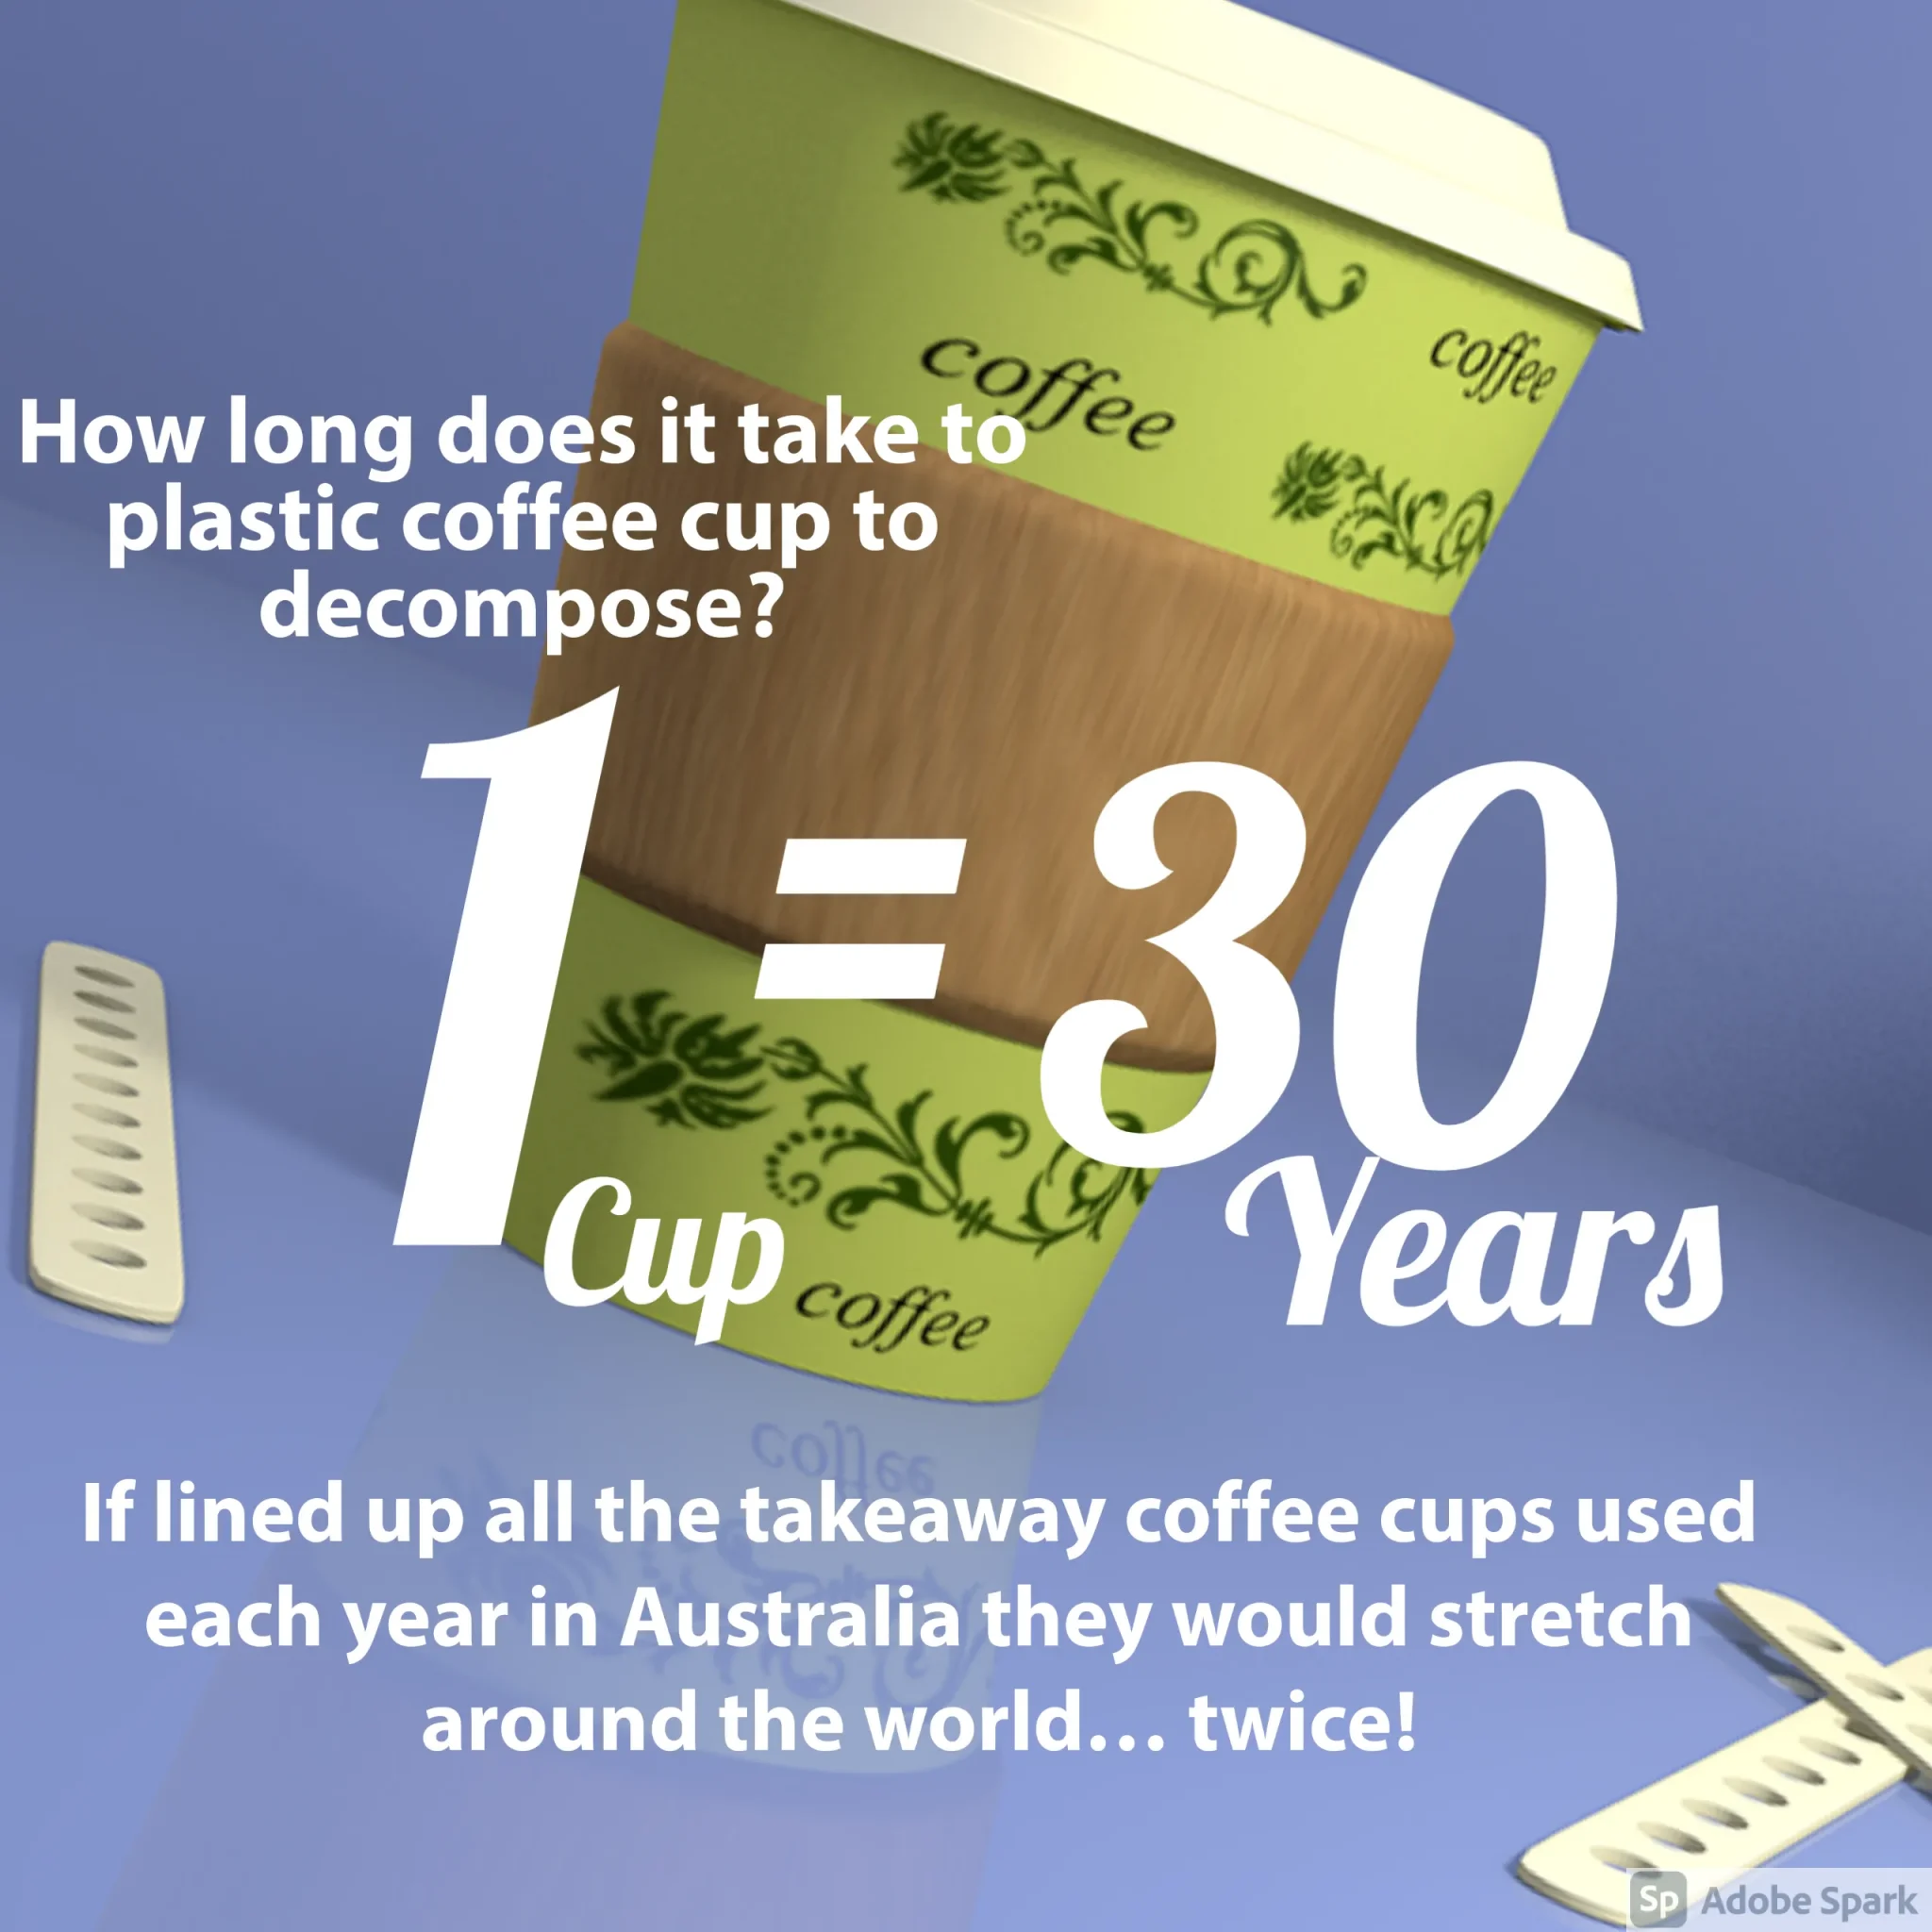 coffee
coffee
How long does it take to
plastic coffee cup to
decompose?
1 = 30
Cup
Years
coffee
coffee
If lined up all the takeaway coffee cups used
each year in Australia they would stretch
around the world... twice!
Sp Adobe Spark